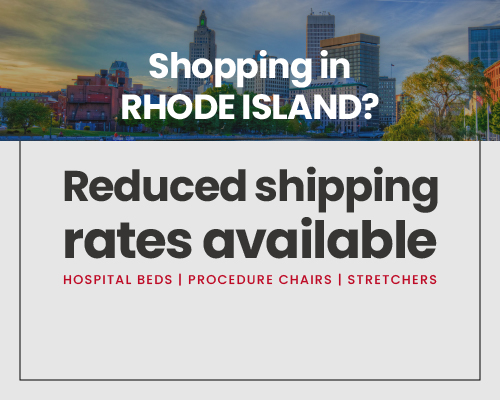 Shopping in
RHODE ISLAND?
Reduced shipping
rates available
HOSPITAL BEDS | PROCEDURE CHAIRS | STRETCHERS